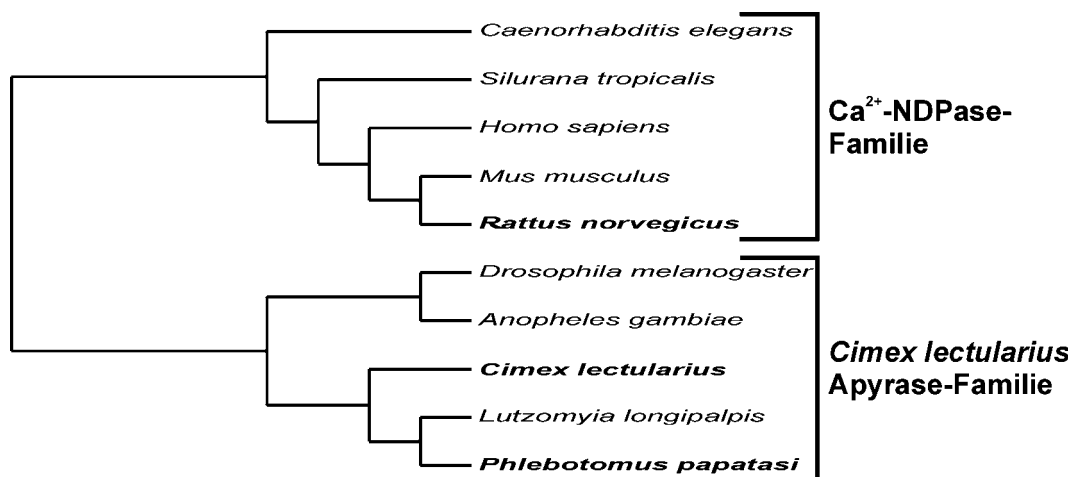 Caenorhabditis elegans
Silurana tropicalis
Homo sapiens
Mus musculus
Rattus norvegicus
Ca²⁺-NDPase-
Familie
Drosophila melanogaster
Anopheles gambiae
Cimex lectularius
Lutzomyia longipalpis
Phlebotomus papatasi
Cimex lectularius
Apyrase-Familie